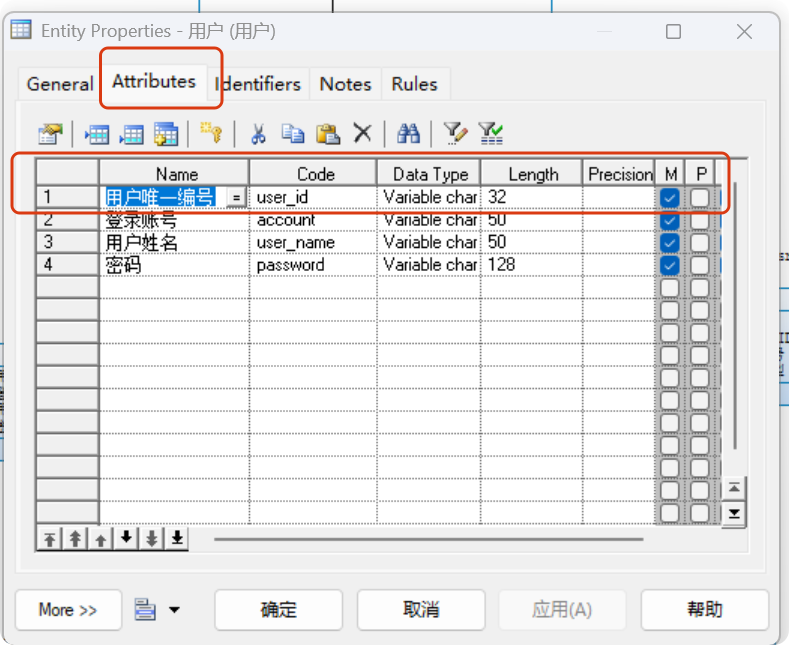 Entity Properties - 用户 (用户)
General Attributes Identifiers Notes Rules
Name Code Data Type Length Precision M P
1 用户唯一编号 = user_id Variable char 32
2 登录账号 account Variable char 50
3 用户姓名 user_name Variable char 50
4 密码 password Variable char 128
More >> 确定 取消 应用(A) 帮助